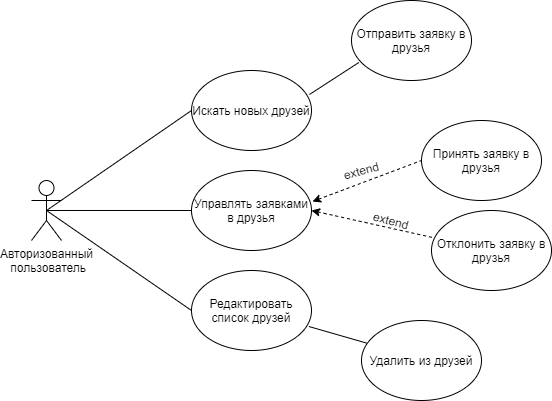 Отправить заявку в
друзья
Искать новых друзей
Принять заявку в
друзья
extend
Управлять заявками
в друзья
extend
Отклонить заявку в
друзья
Авторизованный
пользователь
Редактировать
список друзей
Удалить из друзей